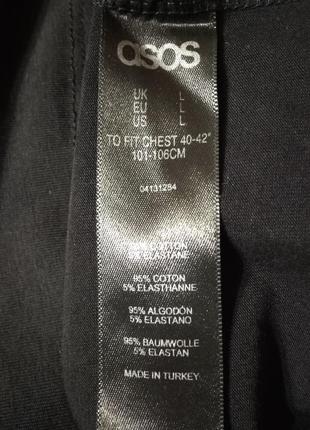 asos
UK L
EU L
US L
TO FIT CHEST 40-42"
101-106CM
04131284
95% COTTON
5% ELASTANE
95% COTON
5% ELASTHANNE
95% ALGODÓN
5% ELASTANO
95% BAUMWOLLE
5% ELASTAN
MADE IN TURKEY